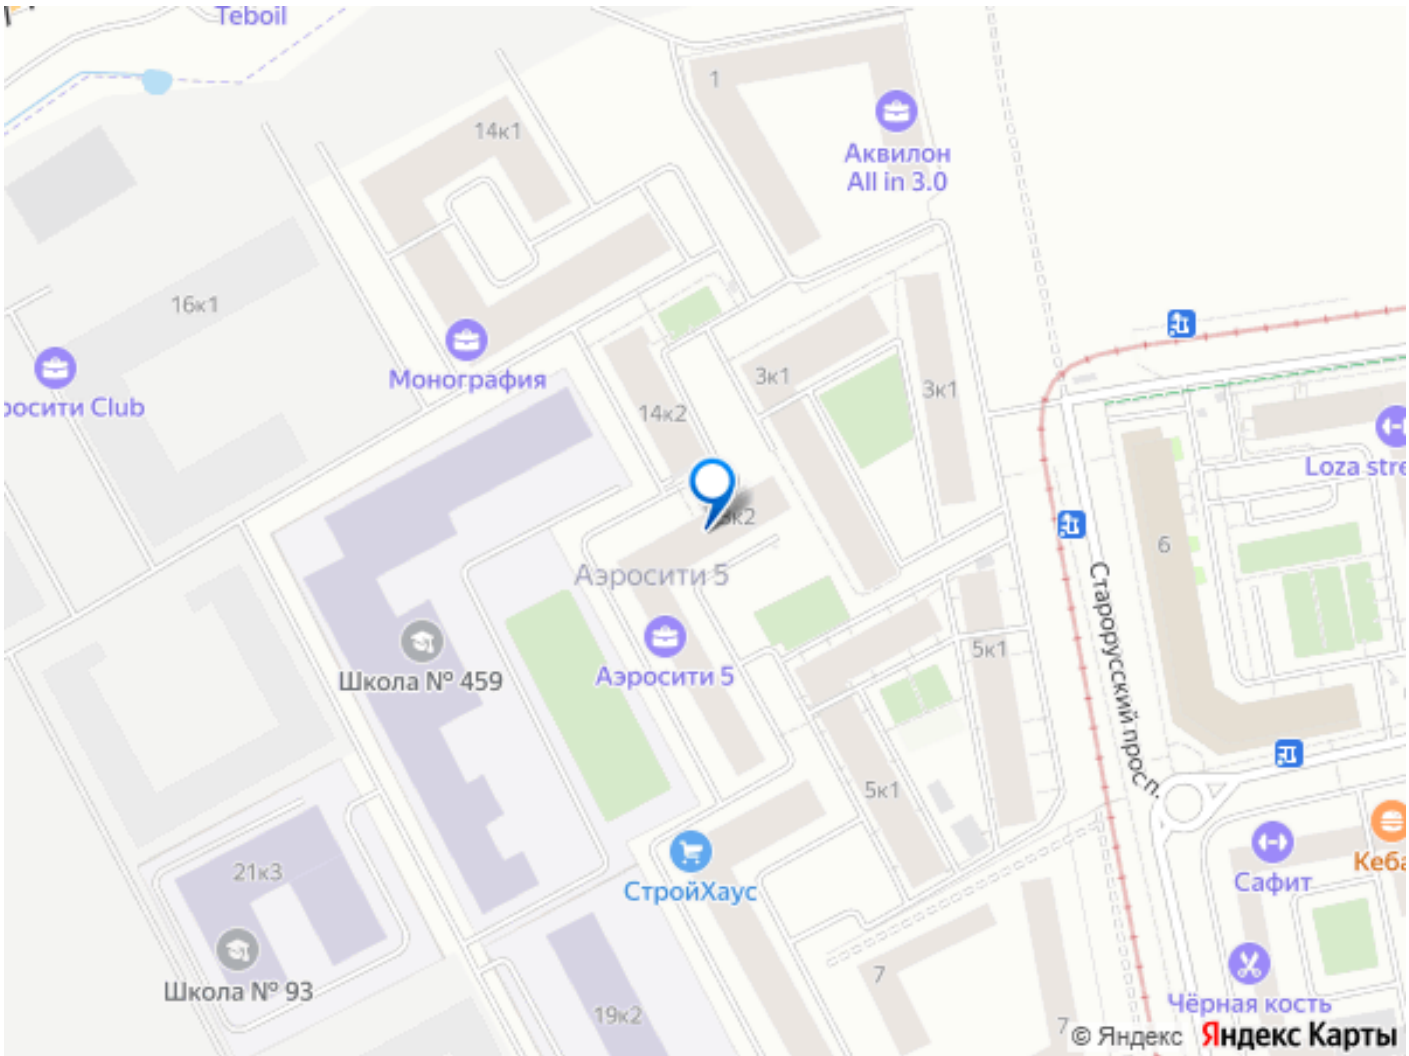 Teboil
1
14к1
Аквилон
All in 3.0
16к1
Монография
3к1
3к1
росити Club
14к2
Loza stre
3к2
6
Аэросити 5
Старорусский просп.
Школа № 459
Аэросити 5
5к1
5к1
21к3
СтройХаус
Сафит
Кеба
Школа № 93
7
Чёрная кость
19к2
7
© Яндекс Яндекс Карты